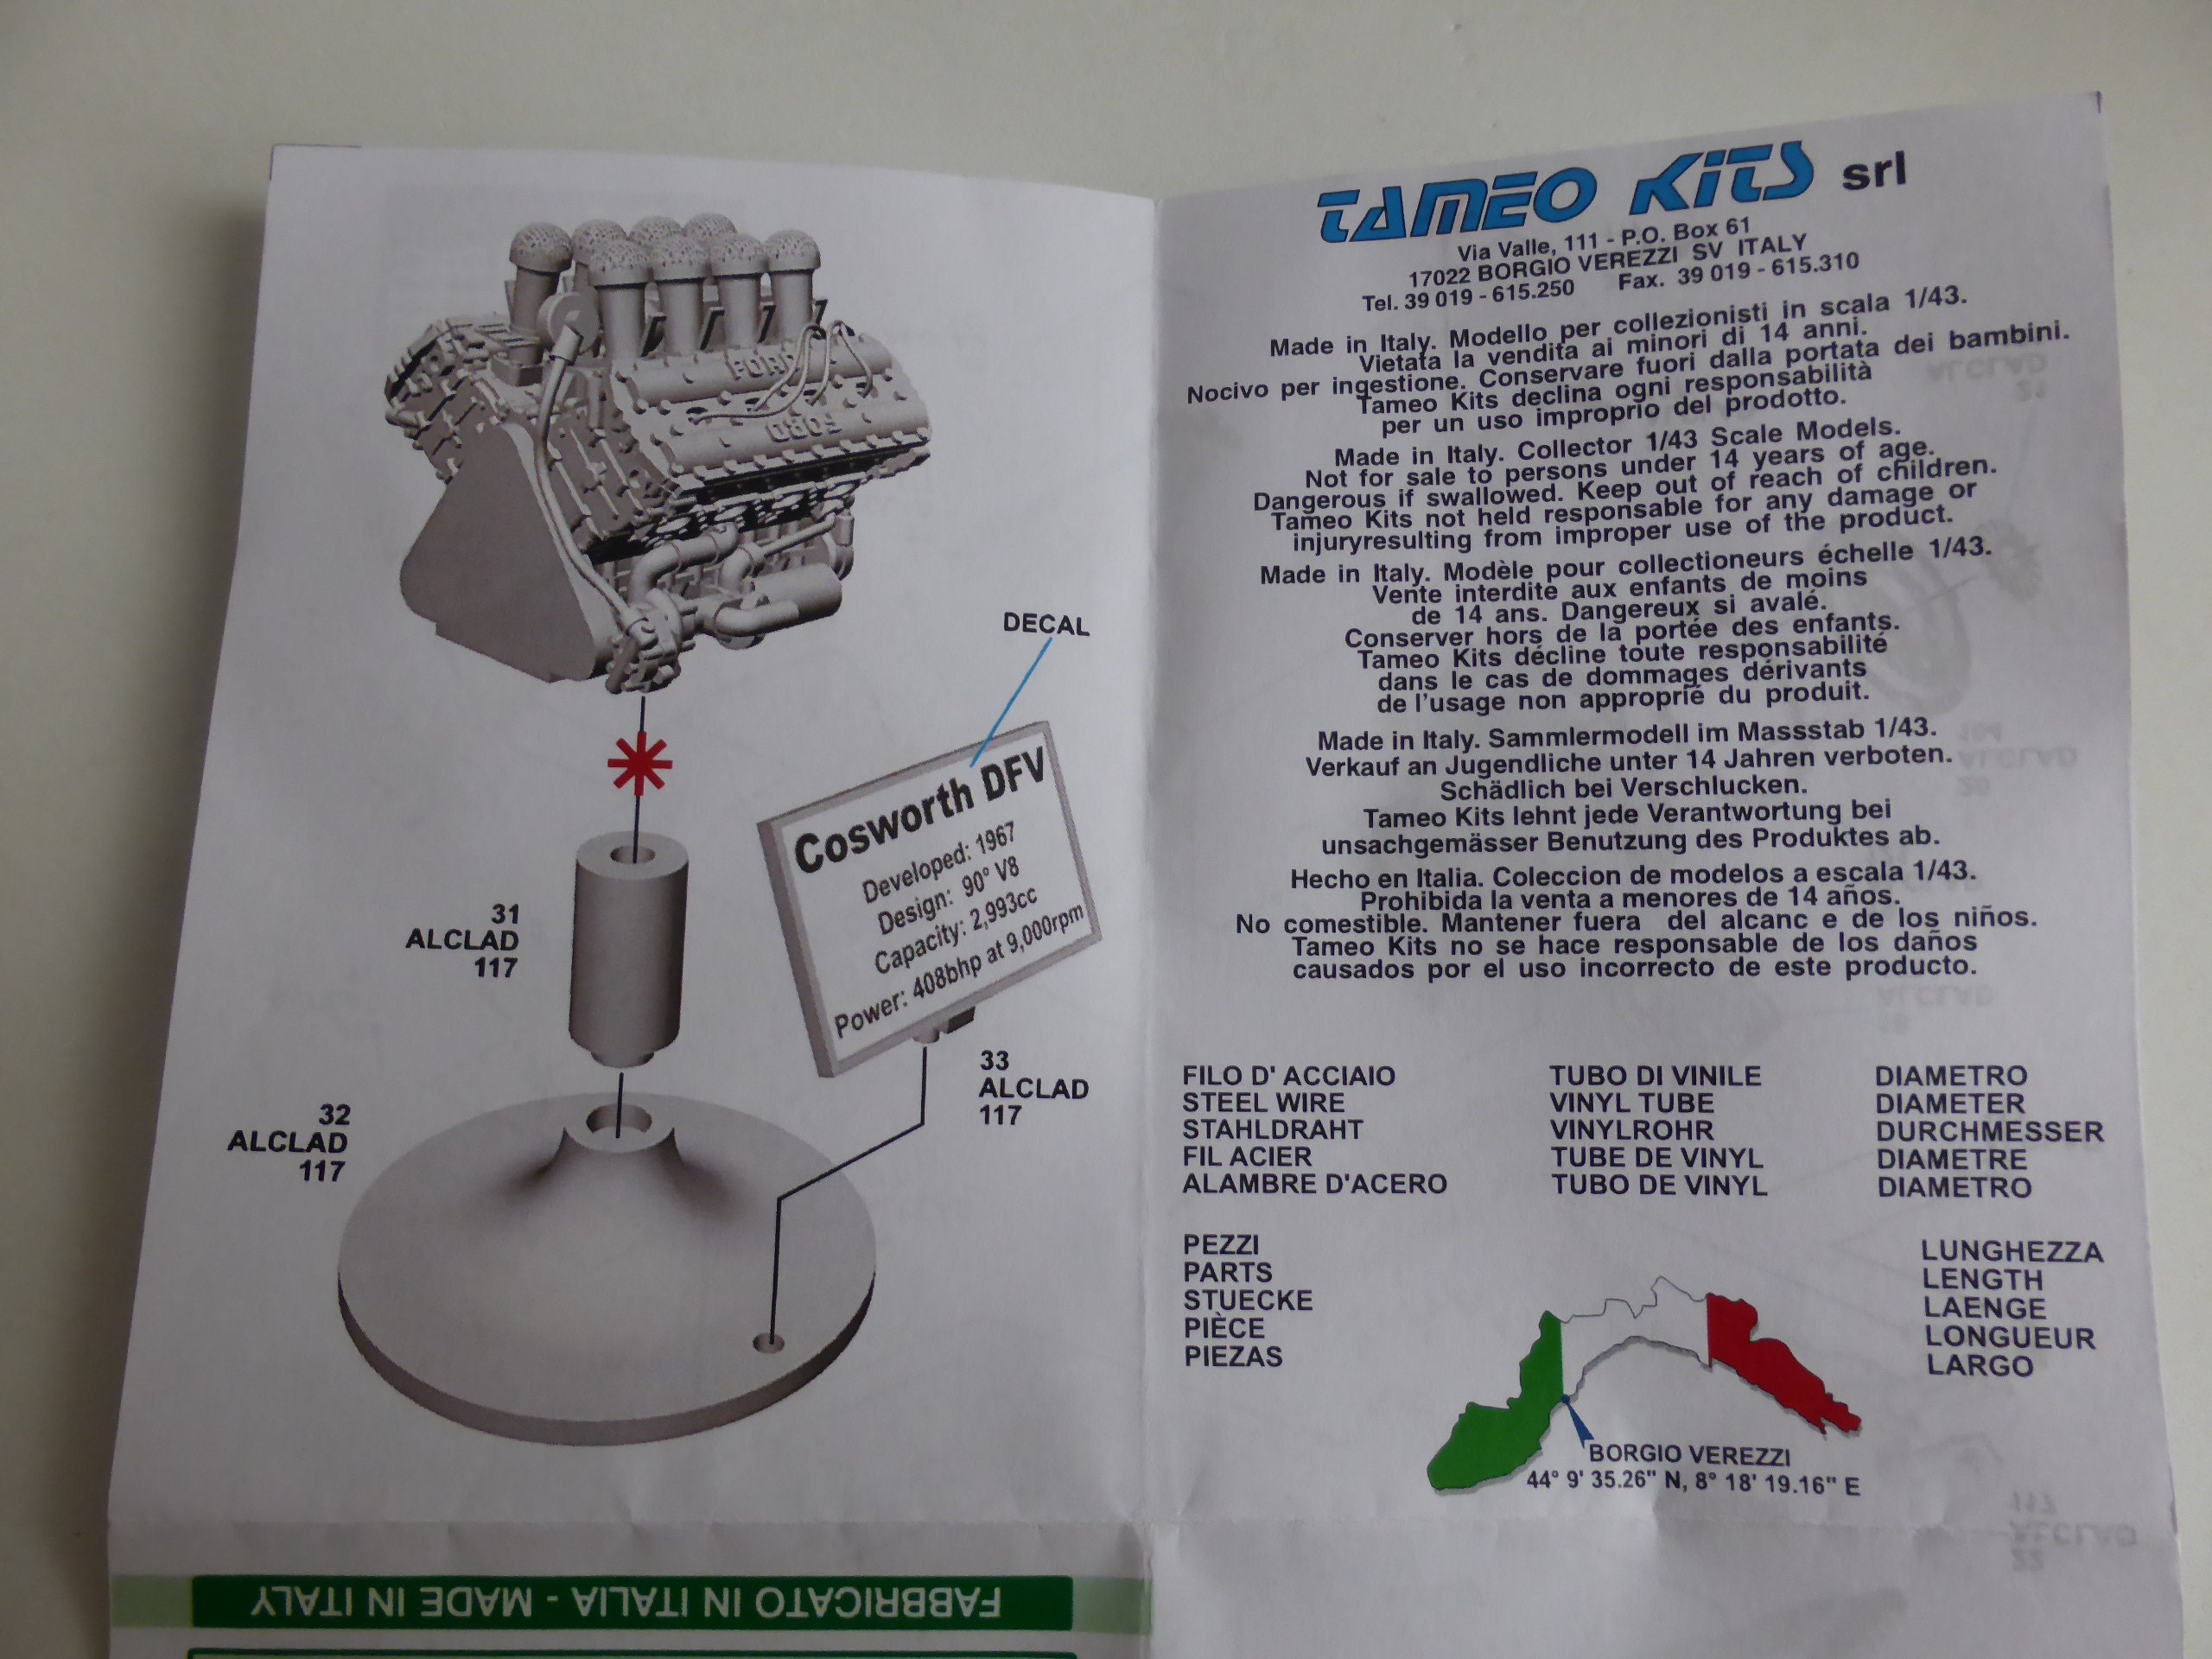 FORD
FORD
DECAL
Cosworth DFV
Developed: 1967
Design: 90° V8
Capacity: 2,993cc
Power: 408bhp at 9,000rpm
31
ALCLAD
117
33
ALCLAD
117
32
ALCLAD
117
FABBRICATO IN ITALIA - MADE IN ITALY
TAMEO KITS srl
Via Valle, 111 - P.O. Box 61
17022 BORGIO VEREZZI SV ITALY
Tel. 39 019 - 615.250 Fax. 39 019 - 615.310
Made in Italy. Modello per collezionisti in scala 1/43.
Vietata la vendita ai minori di 14 anni.
Nocivo per ingestione. Conservare fuori dalla portata dei bambini.
Tameo Kits declina ogni responsabilità
per un uso improprio del prodotto.
Made in Italy. Collector 1/43 Scale Models.
Not for sale to persons under 14 years of age.
Dangerous if swallowed. Keep out of reach of children.
Tameo Kits not held responsable for any damage or
injuryresulting from improper use of the product.
Made in Italy. Modèle pour collectioneurs échelle 1/43.
Vente interdite aux enfants de moins
de 14 ans. Dangereux si avalé.
Conserver hors de la portée des enfants.
Tameo Kits décline toute responsabilité
dans le cas de dommages dérivants
de l'usage non approprié du produit.
Made in Italy. Sammlermodell im Massstab 1/43.
Verkauf an Jugendliche unter 14 Jahren verboten.
Schädlich bei Verschlucken.
Tameo Kits lehnt jede Verantwortung bei
unsachgemässer Benutzung des Produktes ab.
Hecho en Italia. Coleccion de modelos a escala 1/43.
Prohibida la venta a menores de 14 años.
No comestible. Mantener fuera del alcanc e de los niños.
Tameo Kits no se hace responsable de los daños
causados por el uso incorrecto de este producto.
FILO D' ACCIAIO
STEEL WIRE
STAHLDRAHT
FIL ACIER
ALAMBRE D'ACERO
TUBO DI VINILE
VINYL TUBE
VINYLROHR
TUBE DE VINYL
TUBO DE VINYL
DIAMETRO
DIAMETER
DURCHMESSER
DIAMETRE
DIAMETRO
PEZZI
PARTS
STUECKE
PIÈCE
PIEZAS
LUNGHEZZA
LENGTH
LAENGE
LONGUEUR
LARGO
BORGIO VEREZZI
44° 9' 35.26" N, 8° 18' 19.16" E